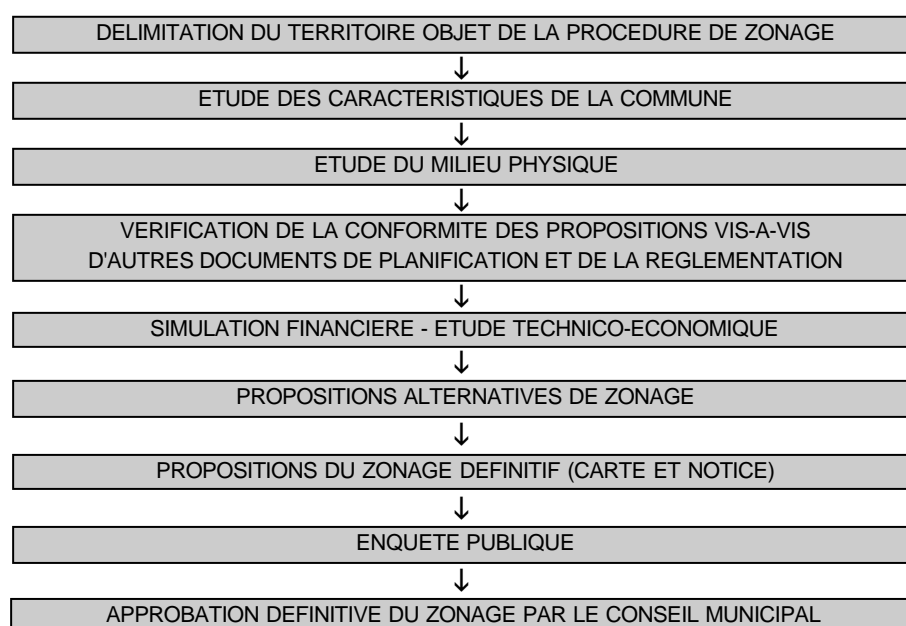 DELIMITATION DU TERRITOIRE OBJET DE LA PROCEDURE DE ZONAGE
ETUDE DES CARACTERISTIQUES DE LA COMMUNE
ETUDE DU MILIEU PHYSIQUE
VERIFICATION DE LA CONFORMITE DES PROPOSITIONS VIS-A-VIS
D'AUTRES DOCUMENTS DE PLANIFICATION ET DE LA REGLEMENTATION
SIMULATION FINANCIERE - ETUDE TECHNICO-ECONOMIQUE
PROPOSITIONS ALTERNATIVES DE ZONAGE
PROPOSITIONS DU ZONAGE DEFINITIF (CARTE ET NOTICE)
ENQUETE PUBLIQUE
APPROBATION DEFINITIVE DU ZONAGE PAR LE CONSEIL MUNICIPAL